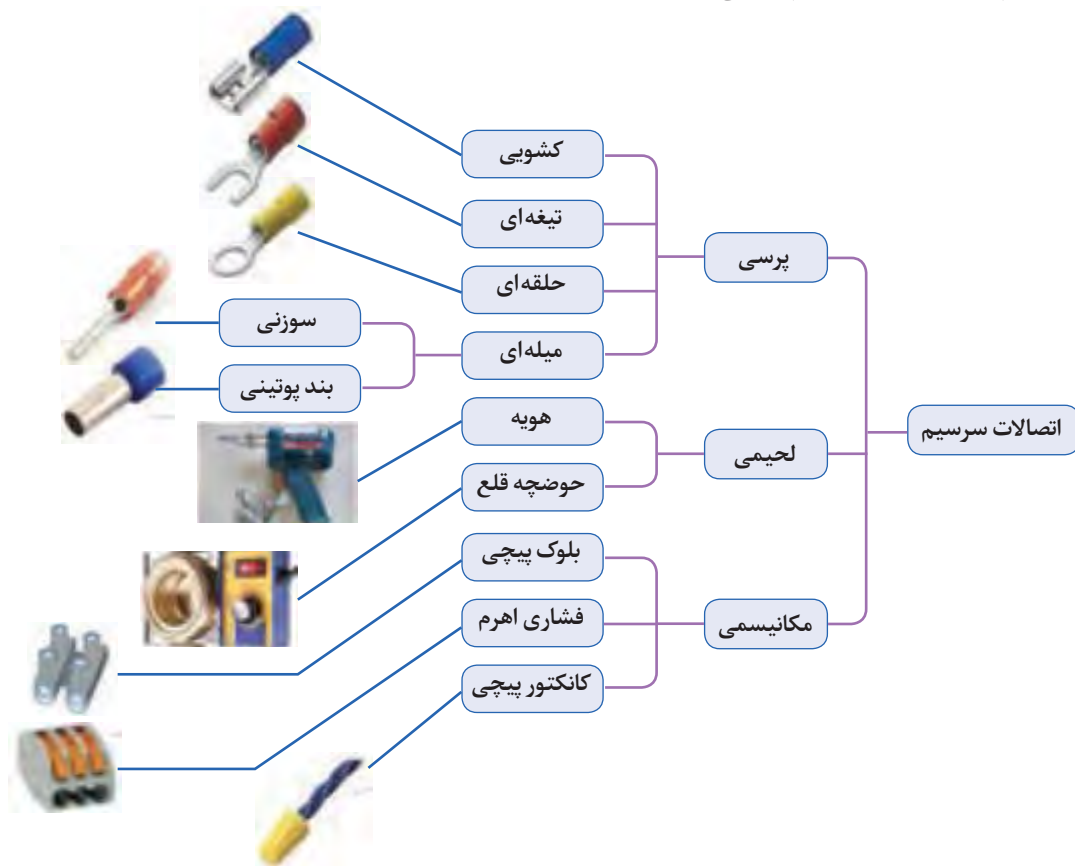 اتصالات سرسیم
پرسی
کشویی
تیغه‌ای
حلقه‌ای
میله‌ای
سوزنی
بند پوتینی
لحیمی
هویه
حوضچه قلع
مکانیسمی
بلوک پیچی
فشاری اهرم
کانکتور پیچی